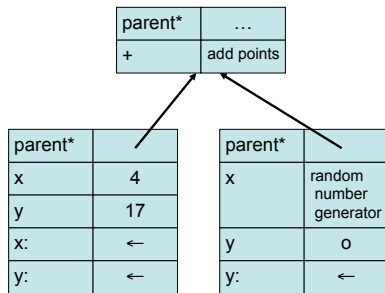 parent* …
+ add points
parent*
x 4
y 17
x: ←
y: ←
parent*
x random
number
generator
y o
y: ←